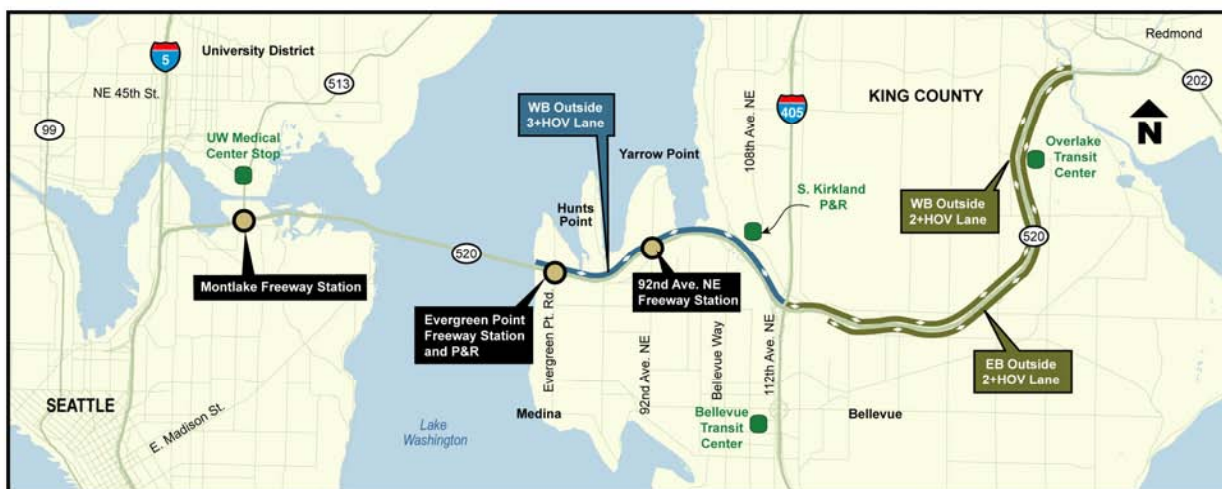 University District
5
NE 45th St.
513
99
UW Medical
Center Stop
Montlake Freeway Station
SEATTLE
E. Madison St.
Lake
Washington
520
WB Outside
3+HOV Lane
Yarrow Point
Hunts
Point
Evergreen Point
Freeway Station
and P&R
Evergreen Pt. Rd.
92nd Ave. NE
Freeway Station
92nd Ave. NE
Medina
Bellevue Way
108th Ave. NE
112th Ave. NE
405
S. Kirkland
P&R
Bellevue
Transit
Center
Bellevue
KING COUNTY
Redmond
202
N
Overlake
Transit
Center
WB Outside
2+HOV Lane
520
EB Outside
2+HOV Lane